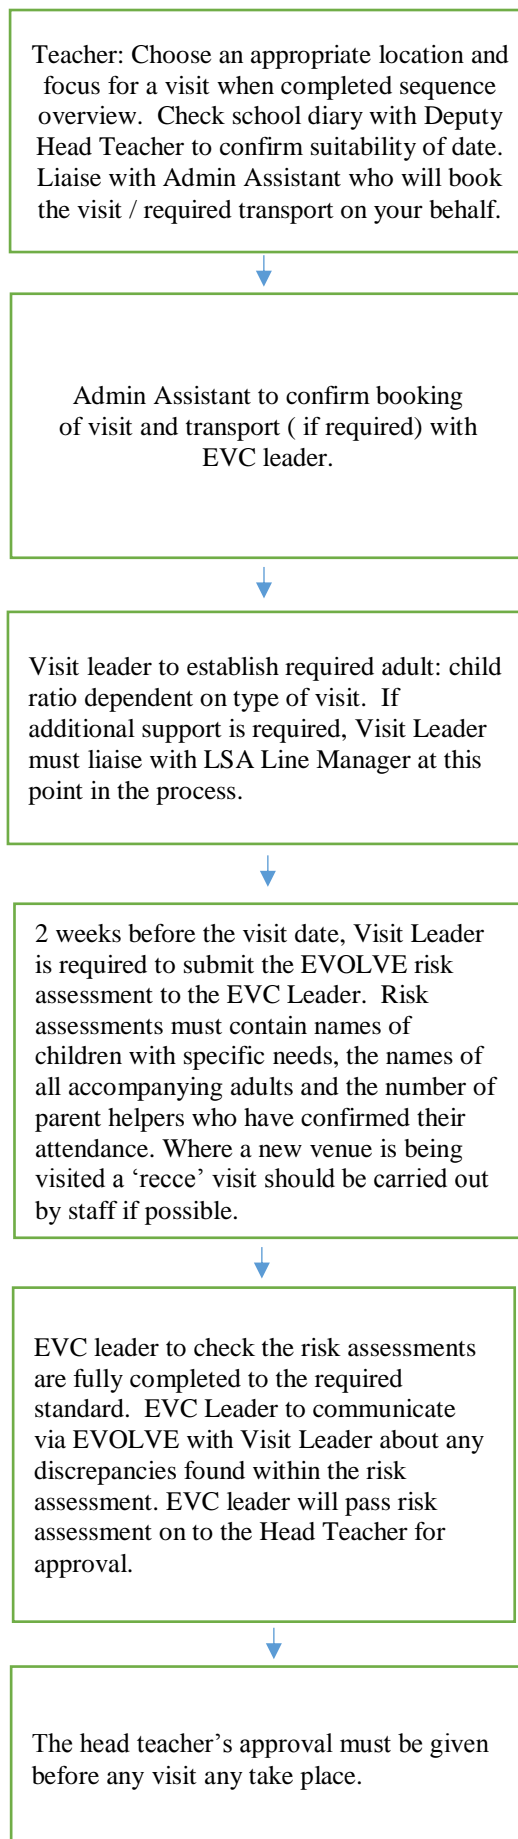 Teacher: Choose an appropriate location and
focus for a visit when completed sequence
overview.  Check school diary with Deputy
Head Teacher to confirm suitability of date.
Liaise with Admin Assistant who will book
the visit / required transport on your behalf.
Admin Assistant to confirm booking
of visit and transport ( if required) with
EVC leader.
Visit leader to establish required adult: child
ratio dependent on type of visit.  If
additional support is required, Visit Leader
must liaise with LSA Line Manager at this
point in the process.
2 weeks before the visit date, Visit Leader
is required to submit the EVOLVE risk
assessment to the EVC Leader.  Risk
assessments must contain names of
children with specific needs, the names of
all accompanying adults and the number of
parent helpers who have confirmed their
attendance. Where a new venue is being
visited a ‘recce’ visit should be carried out
by staff if possible.
EVC leader to check the risk assessments
are fully completed to the required
standard.  EVC Leader to communicate
via EVOLVE with Visit Leader about any
discrepancies found within the risk
assessment. EVC leader will pass risk
assessment on to the Head Teacher for
approval.
The head teacher’s approval must be given
before any visit any take place.